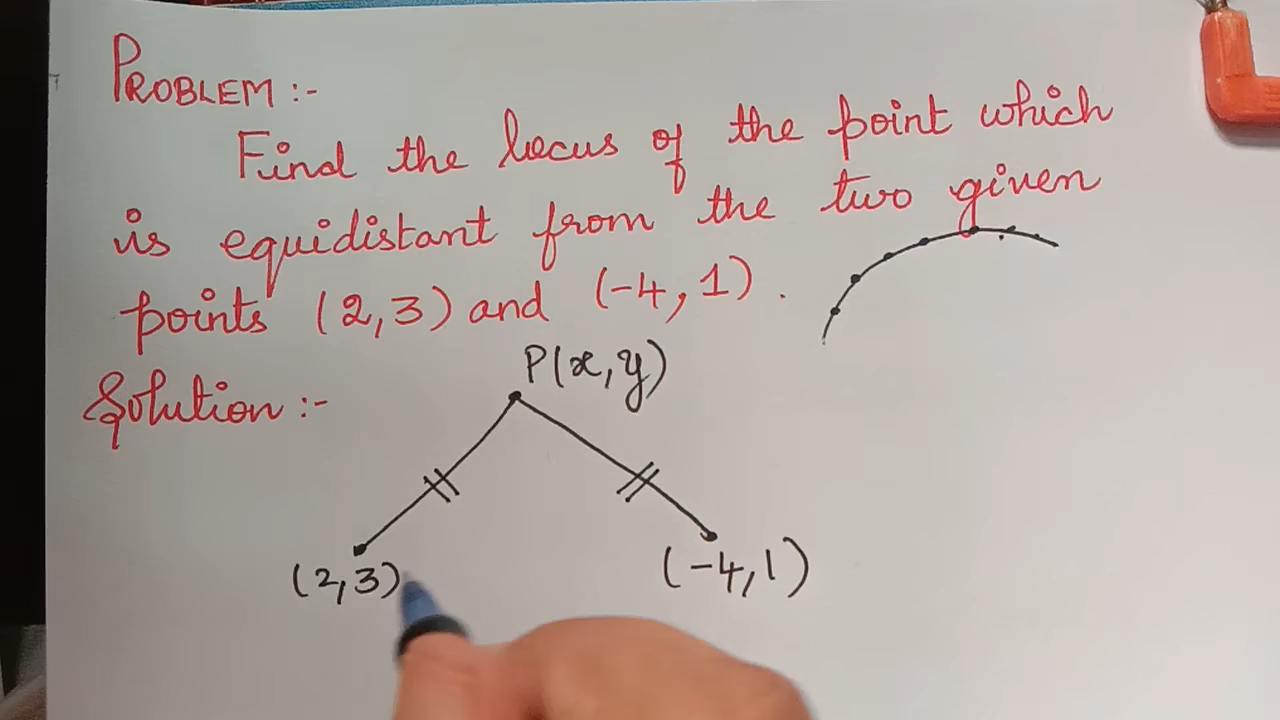 PROBLEM :-
Find the locus of the point which
is equidistant from the two given
points (2,3) and (-4,1).
Solution :-
P(x,y)
(2,3)
(-4,1)